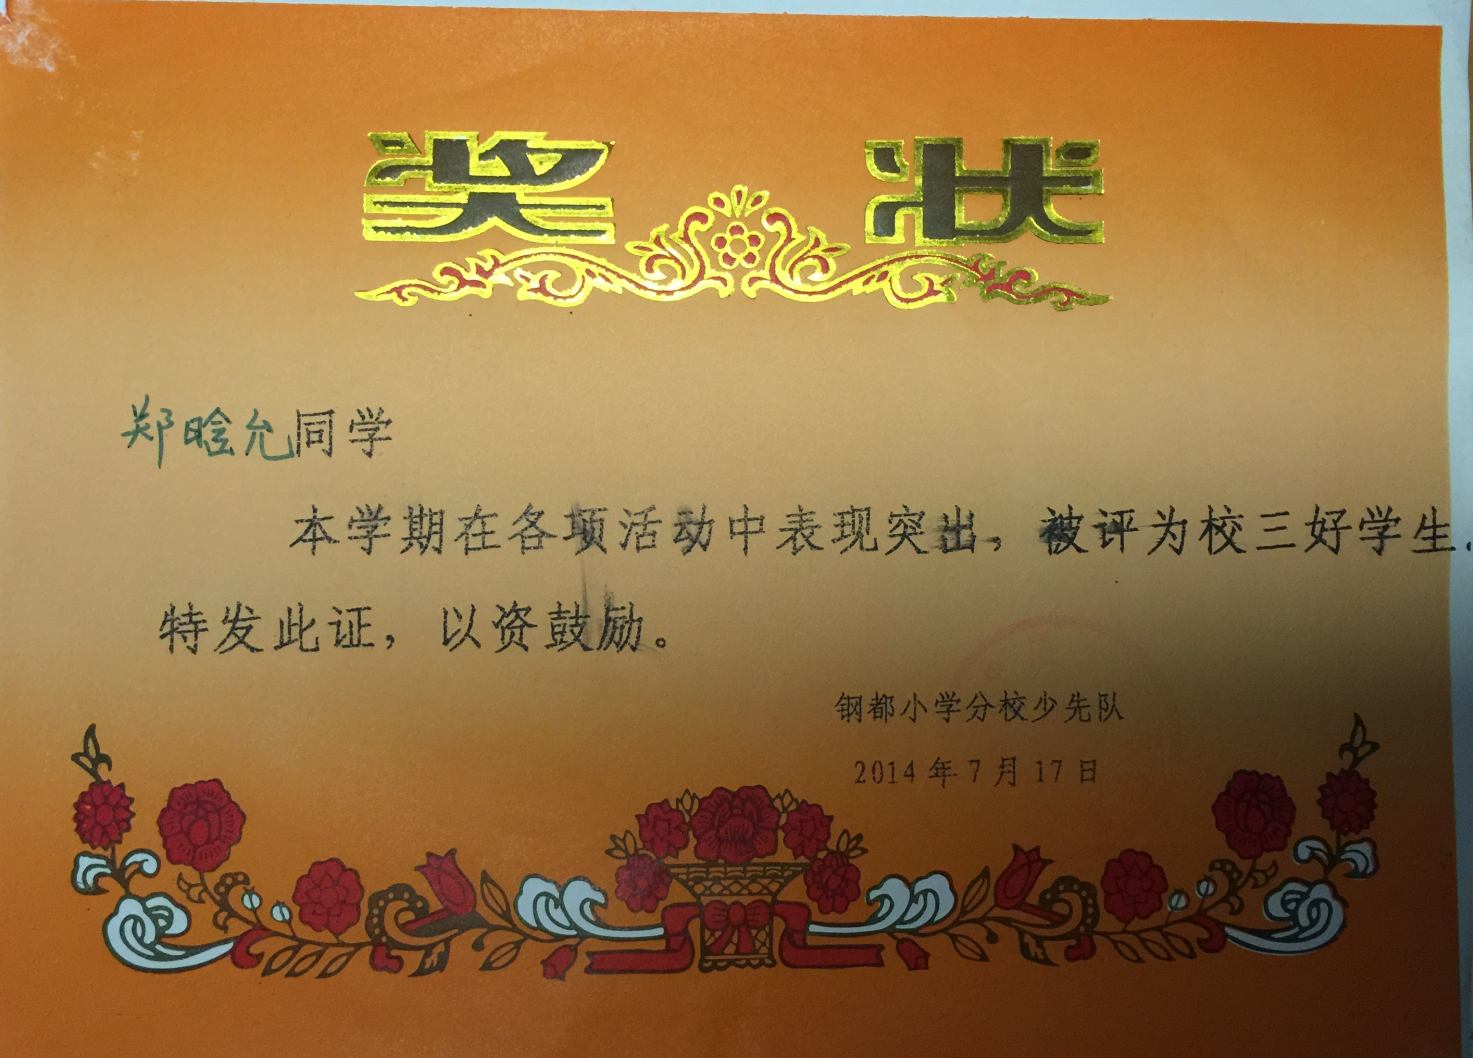 奖状
郑晗允同学
本学期在各项活动中表现突出，被评为校三好学生.
特发此证，以资鼓励。
钢都小学分校少先队
2014年7月17日